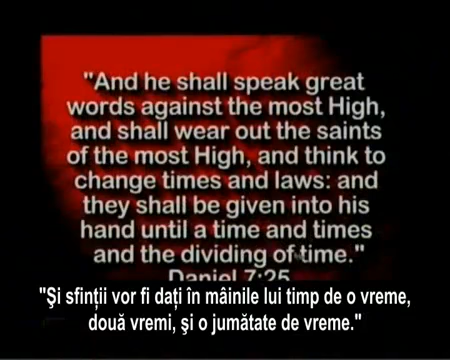 "And he shall speak great
words against the most High,
and shall wear out the saints
of the most High, and think to
change times and laws: and
they shall be given into his
hand until a time and times
and the dividing of time."
Daniel 7:25
"Şi sfinţii vor fi daţi în mâinile lui timp de o vreme,
două vremi, şi o jumătate de vreme."